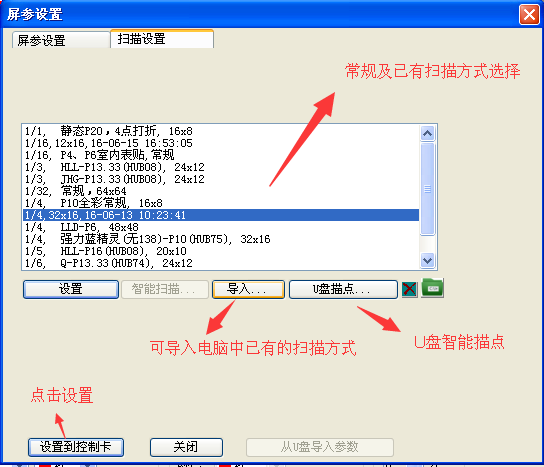 屏参设置
屏参设置
扫描设置
常规及已有扫描方式选择
1/1, 静态P20，4点打折, 16x8
1/16,12x16,16-06-15 16:53:05
1/16, P4、P6室内表贴,常规
1/3, HLL-P13.33(HUB08), 24x12
1/3, JHG-P13.33(HUB08), 24x12
1/32, 常规，64x64
1/4, P10全彩常规, 16x8
1/4,32x16,16-06-13 10:23:41
1/4, LLD-P6, 48x48
1/4, 强力蓝精灵(无138)-P10(HUB75), 32x16
1/5, HLL-P16(HUB08), 20x10
1/6, Q-P13.33(HUB74), 24x12
设置
智能扫描...
导入...
U盘描点...
可导入电脑中已有的扫描方式
U盘智能描点
点击设置
设置到控制卡
关闭
从U盘导入参数